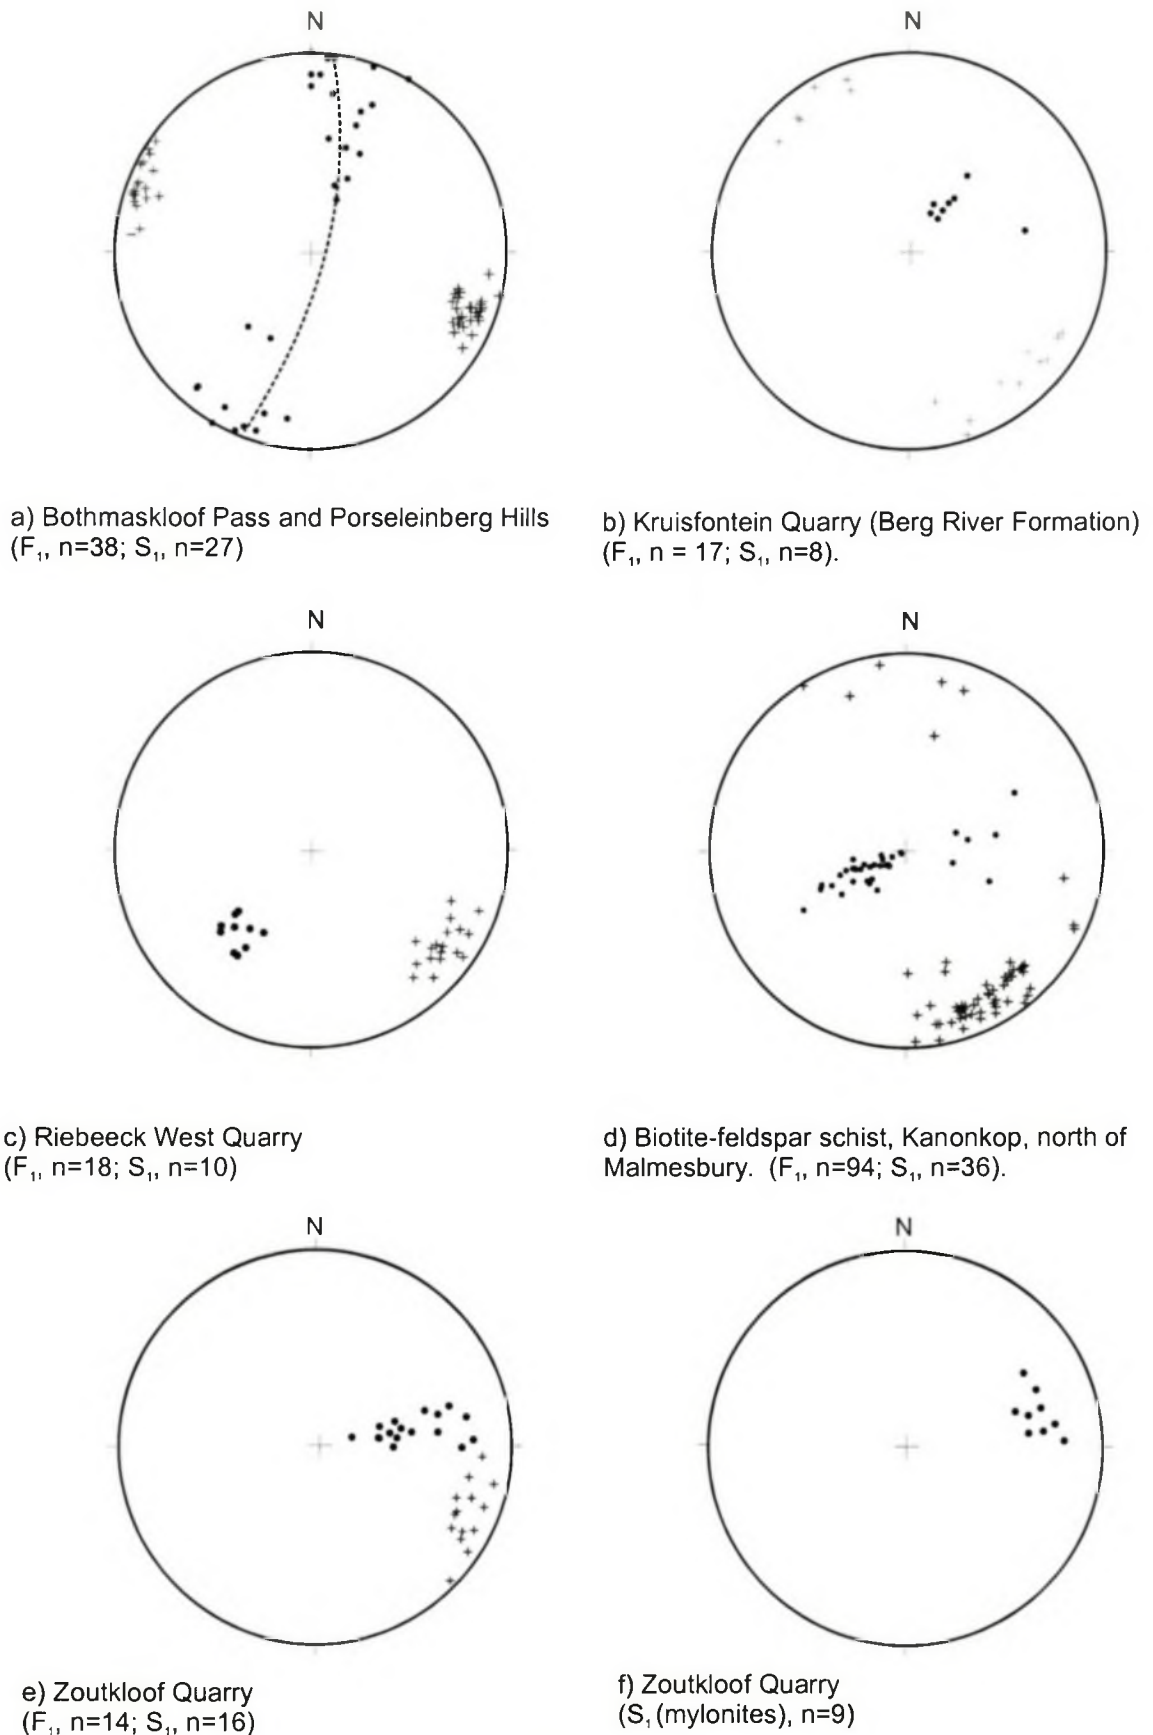 N
N
a) Bothmaskloof Pass and Porseleinberg Hills
(F₁, n=38; S₁, n=27)
b) Kruisfontein Quarry (Berg River Formation)
(F₁, n = 17; S₁, n=8).
N
N
c) Riebeeck West Quarry
(F₁, n=18; S₁, n=10)
d) Biotite-feldspar schist, Kanonkop, north of
Malmesbury. (F₁, n=94; S₁, n=36).
N
N
e) Zoutkloof Quarry
(F₁, n=14; S₁, n=16)
f) Zoutkloof Quarry
(S₁ (mylonites), n=9)